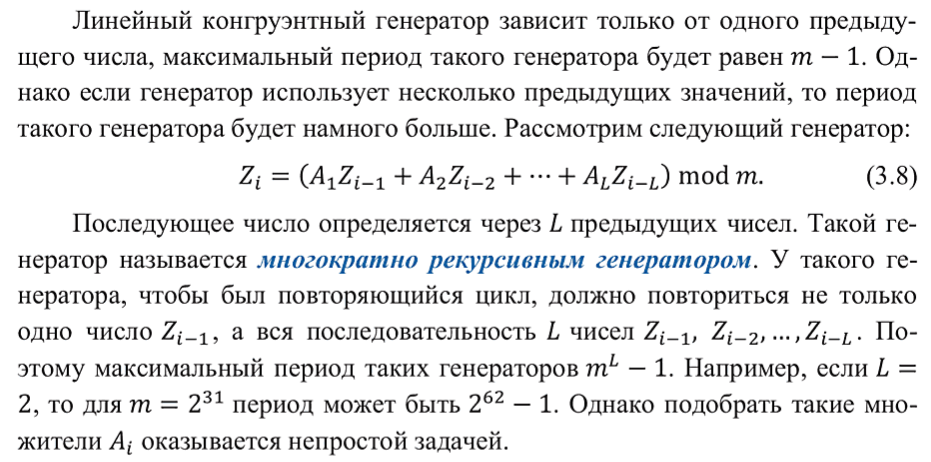 Линейный конгруэнтный генератор зависит только от одного предыду-
щего числа, максимальный период такого генератора будет равен m − 1. Од-
нако если генератор использует несколько предыдущих значений, то период
такого генератора будет намного больше. Рассмотрим следующий генератор:
Z_i = (A_1Z_{i−1} + A_2Z_{i−2} + ⋯ + A_LZ_{i−L}) mod m. (3.8)
Последующее число определяется через L предыдущих чисел. Такой ге-
нератор называется многократно рекурсивным генератором. У такого ге-
нератора, чтобы был повторяющийся цикл, должно повториться не только
одно число Z_{i−1}, а вся последовательность L чисел Z_{i−1}, Z_{i−2}, …, Z_{i−L}. По-
этому максимальный период таких генераторов m^L − 1. Например, если L =
2, то для m = 2^{31} период может быть 2^{62} − 1. Однако подобрать такие мно-
жители A_i оказывается непростой задачей.